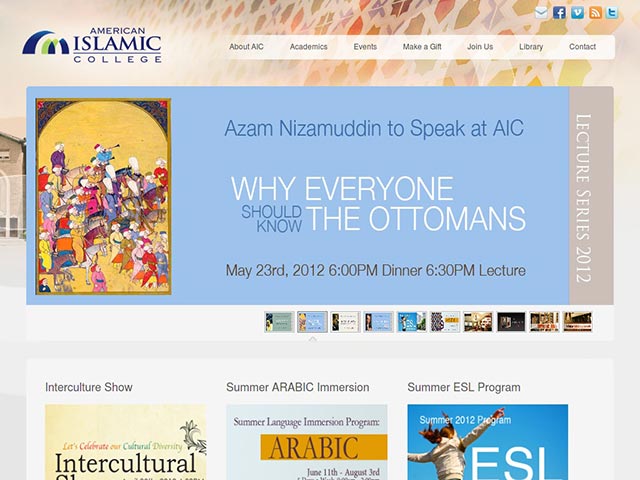 AMERICAN
ISLAMIC
COLLEGE
About AIC
Academics
Events
Make a Gift
Join Us
Library
Contact
Azam Nizamuddin to Speak at AIC
WHY EVERYONE
SHOULD KNOW THE OTTOMANS
May 23rd, 2012 6:00PM Dinner 6:30PM Lecture
LECTURE SERIES 2012
Interculture Show
Summer ARABIC Immersion
Summer ESL Program
Let's Celebrate our Cultural Diversity
Intercultural
Summer Language Immersion Program:
ARABIC
June 11th - August 3rd
Summer 2012 Program
ESL